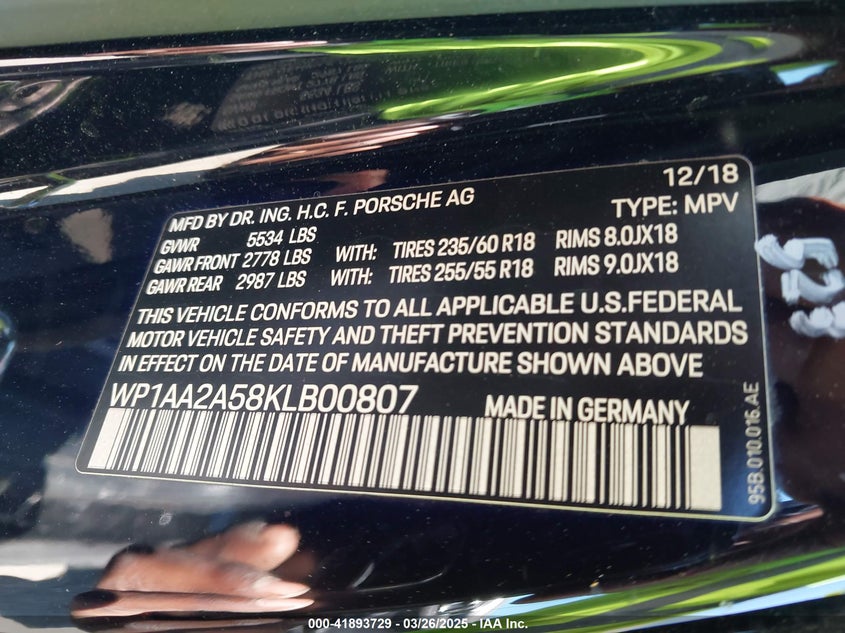 12/18
MFD BY DR. ING. H.C. F. PORSCHE AG TYPE: MPV
GVWR 5534 LBS
GAWR FRONT 2778 LBS WITH: TIRES 235/60 R18 RIMS 8.0JX18
GAWR REAR 2987 LBS WITH: TIRES 255/55 R18 RIMS 9.0JX18
THIS VEHICLE CONFORMS TO ALL APPLICABLE U.S.FEDERAL
MOTOR VEHICLE SAFETY AND THEFT PREVENTION STANDARDS
IN EFFECT ON THE DATE OF MANUFACTURE SHOWN ABOVE
WP1AA2A58KLB00807 MADE IN GERMANY
95B.010.016.AE
000-41893729 - 03/26/2025 - IAA Inc.